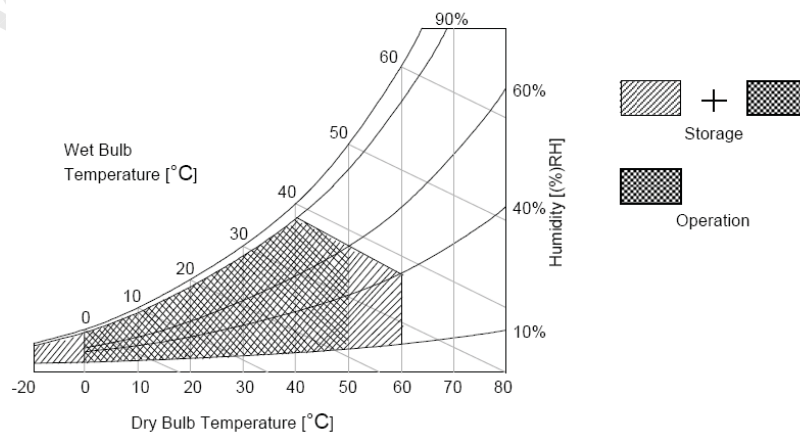 90%
60
60%
50
Wet Bulb
Temperature [°C]
40
40%
30
20
10
0
10%
Humidity [(%)RH]
-20 0 10 20 30 40 50 60 70 80
Dry Bulb Temperature [°C]
+
Storage
Operation